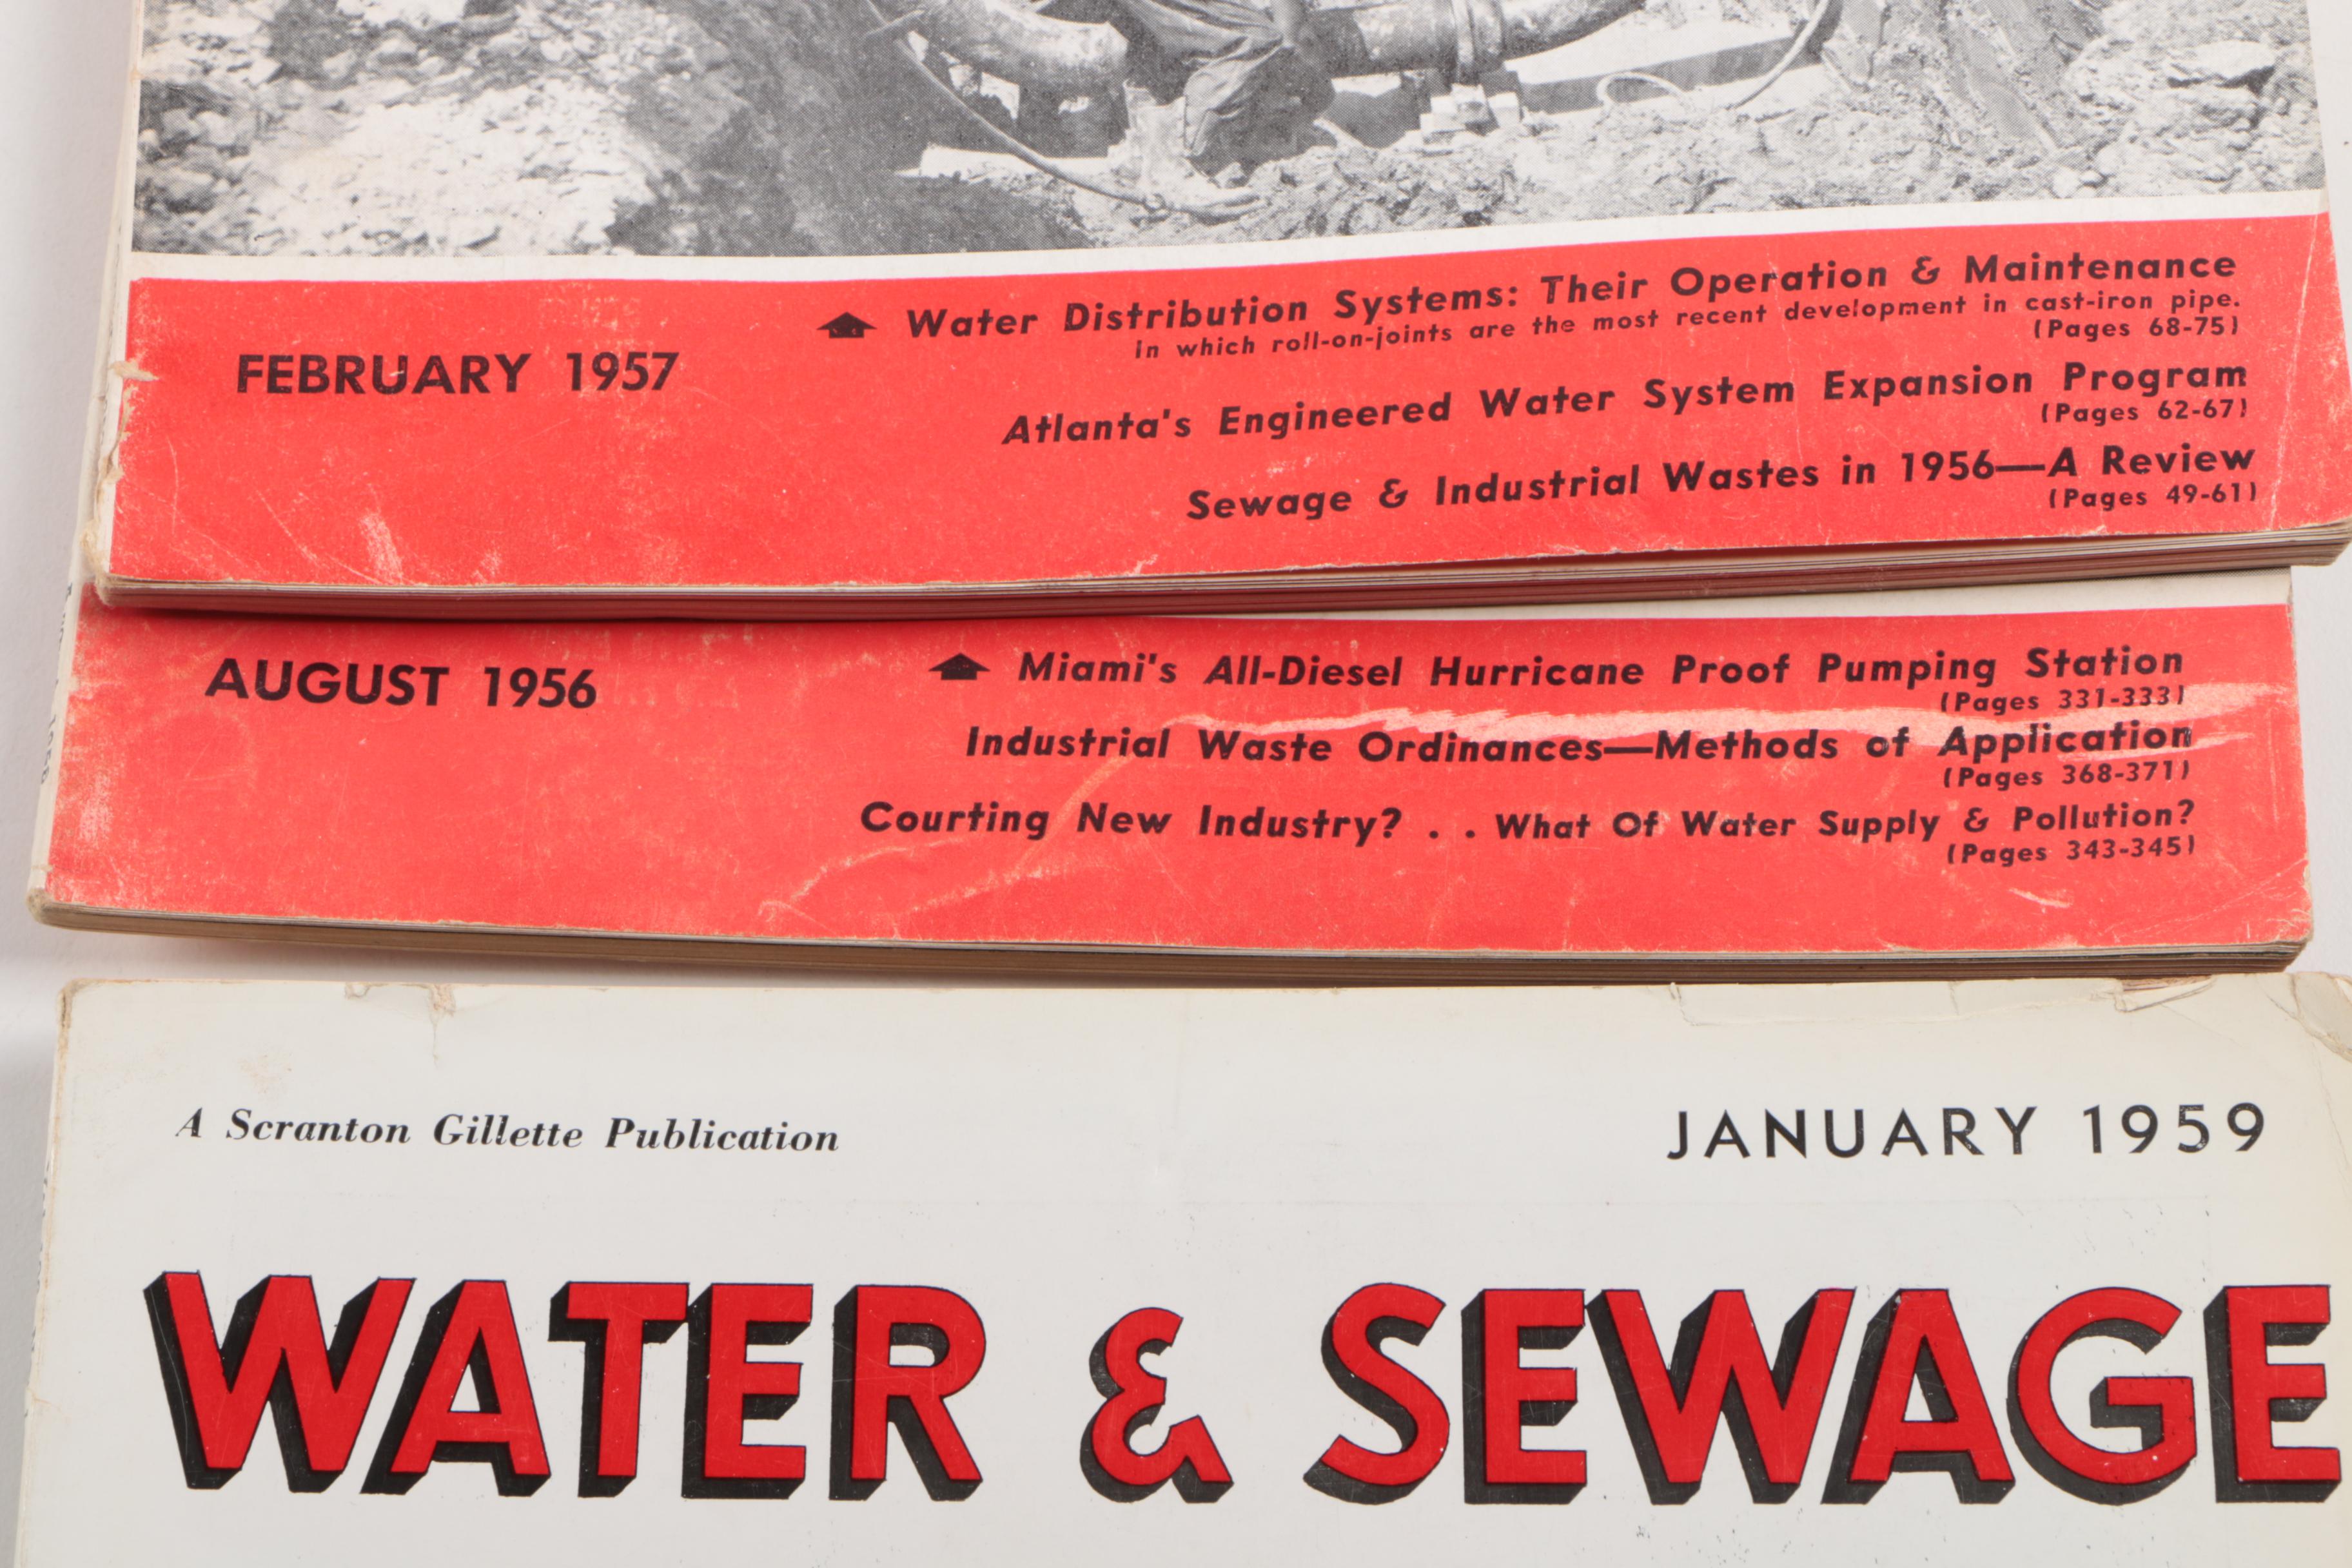 FEBRUARY 1957
Water Distribution Systems: Their Operation & Maintenance
in which roll-on-joints are the most recent development in cast-iron pipe.
(Pages 68-75)
Atlanta's Engineered Water System Expansion Program
(Pages 62-67)
Sewage & Industrial Wastes in 1956—A Review
(Pages 49-61)
AUGUST 1956
Miami's All-Diesel Hurricane Proof Pumping Station
(Pages 331-333)
Industrial Waste Ordinances—Methods of Application
(Pages 368-371)
Courting New Industry? . . What Of Water Supply & Pollution?
(Pages 343-345)
A Scranton Gillette Publication
JANUARY 1959
WATER & SEWAGE